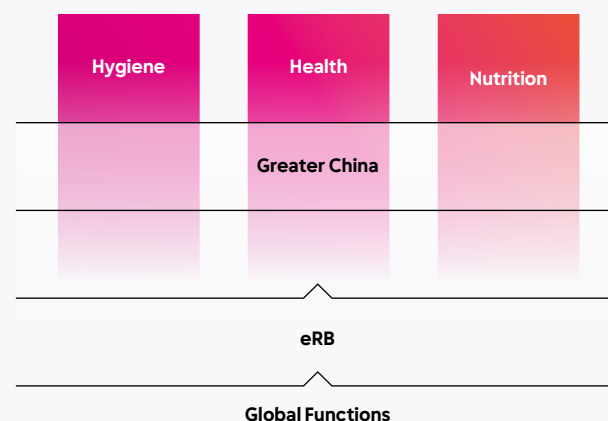 Hygiene
Health
Nutrition
Greater China
eRB
Global Functions